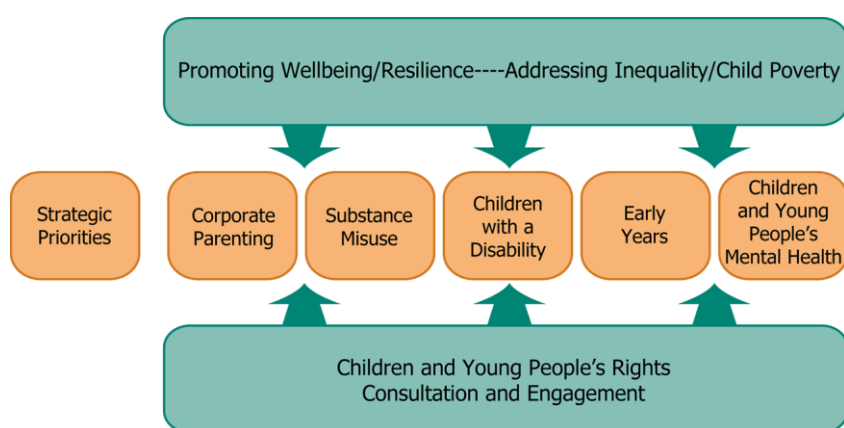 Promoting Wellbeing/Resilience----Addressing Inequality/Child Poverty
Strategic
Priorities
Corporate
Parenting
Substance
Misuse
Children
with a
Disability
Early
Years
Children
and Young
People’s
Mental Health
Children and Young People’s Rights
Consultation and Engagement